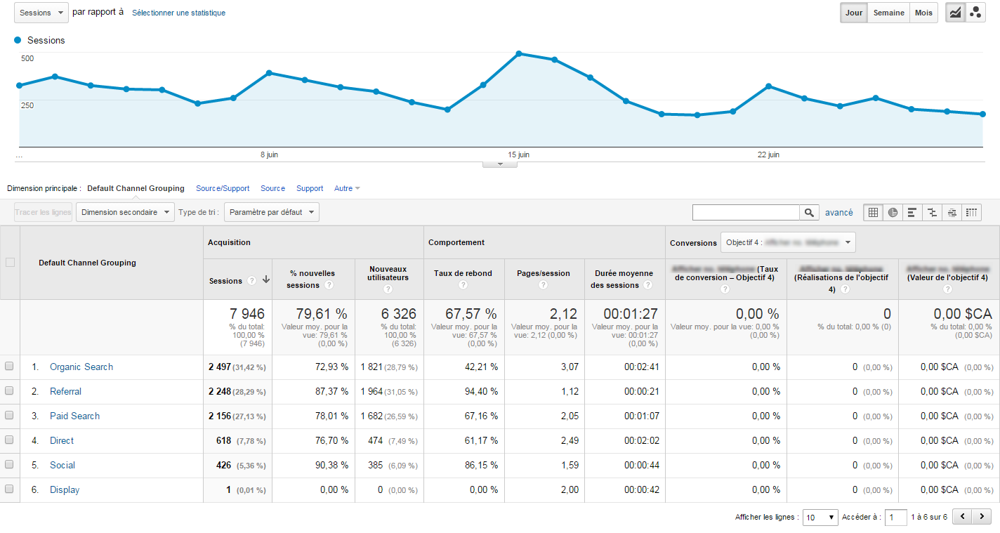 Sessions par rapport à Sélectionner une statistique Jour Semaine Mois
Sessions
500
250
... 8 juin 15 juin 22 juin
Dimension principale : Default Channel Grouping Source/Support Source Support Autre
Tracer les lignes Dimension secondaire Type de tri : Paramètre par défaut avancé
Default Channel Grouping
Acquisition Comportement Conversions Objectif 4 :
Sessions ?
% nouvelles
sessions ?
Nouveaux
utilisateurs
?
Taux de rebond
?
Pages/session
?
Durée moyenne
des sessions ?
(Taux
de conversion – Objectif 4)
?
(Réalisations de l'objectif
4) ?
(Valeur de l'objectif 4)
?
7 946
% du total:
100,00 %
(7 946)
79,61 %
Valeur moy. pour la
vue: 79,61 %
(0,00 %)
6 326
% du total:
100,00 %
(6 326)
67,57 %
Valeur moy. pour la
vue: 67,57 %
(0,00 %)
2,12
Valeur moy. pour la
vue: 2,12 (0,00 %)
00:01:27
Valeur moy. pour la
vue: 00:01:27
(0,00 %)
0,00 %
Valeur moy. pour la vue: 0,00 %
(0,00 %)
0
% du total: 0,00 % (0)
0,00 $CA
% du total: 0,00 %
(0,00 $CA)
1. Organic Search 2 497 (31,42 %) 72,93 % 1 821 (28,79 %) 42,21 % 3,07 00:02:41 0,00 % 0 (0,00 %) 0,00 $CA (0,00 %)
2. Referral 2 248 (28,29 %) 87,37 % 1 964 (31,05 %) 94,40 % 1,12 00:00:21 0,00 % 0 (0,00 %) 0,00 $CA (0,00 %)
3. Paid Search 2 156 (27,13 %) 78,01 % 1 682 (26,59 %) 67,16 % 2,05 00:01:07 0,00 % 0 (0,00 %) 0,00 $CA (0,00 %)
4. Direct 618 (7,78 %) 76,70 % 474 (7,49 %) 61,17 % 2,49 00:02:02 0,00 % 0 (0,00 %) 0,00 $CA (0,00 %)
5. Social 426 (5,36 %) 90,38 % 385 (6,09 %) 86,15 % 1,59 00:00:44 0,00 % 0 (0,00 %) 0,00 $CA (0,00 %)
6. Display 1 (0,01 %) 0,00 % 0 (0,00 %) 0,00 % 2,00 00:00:42 0,00 % 0 (0,00 %) 0,00 $CA (0,00 %)
Afficher les lignes : 10 Accéder à : 1 1 à 6 sur 6